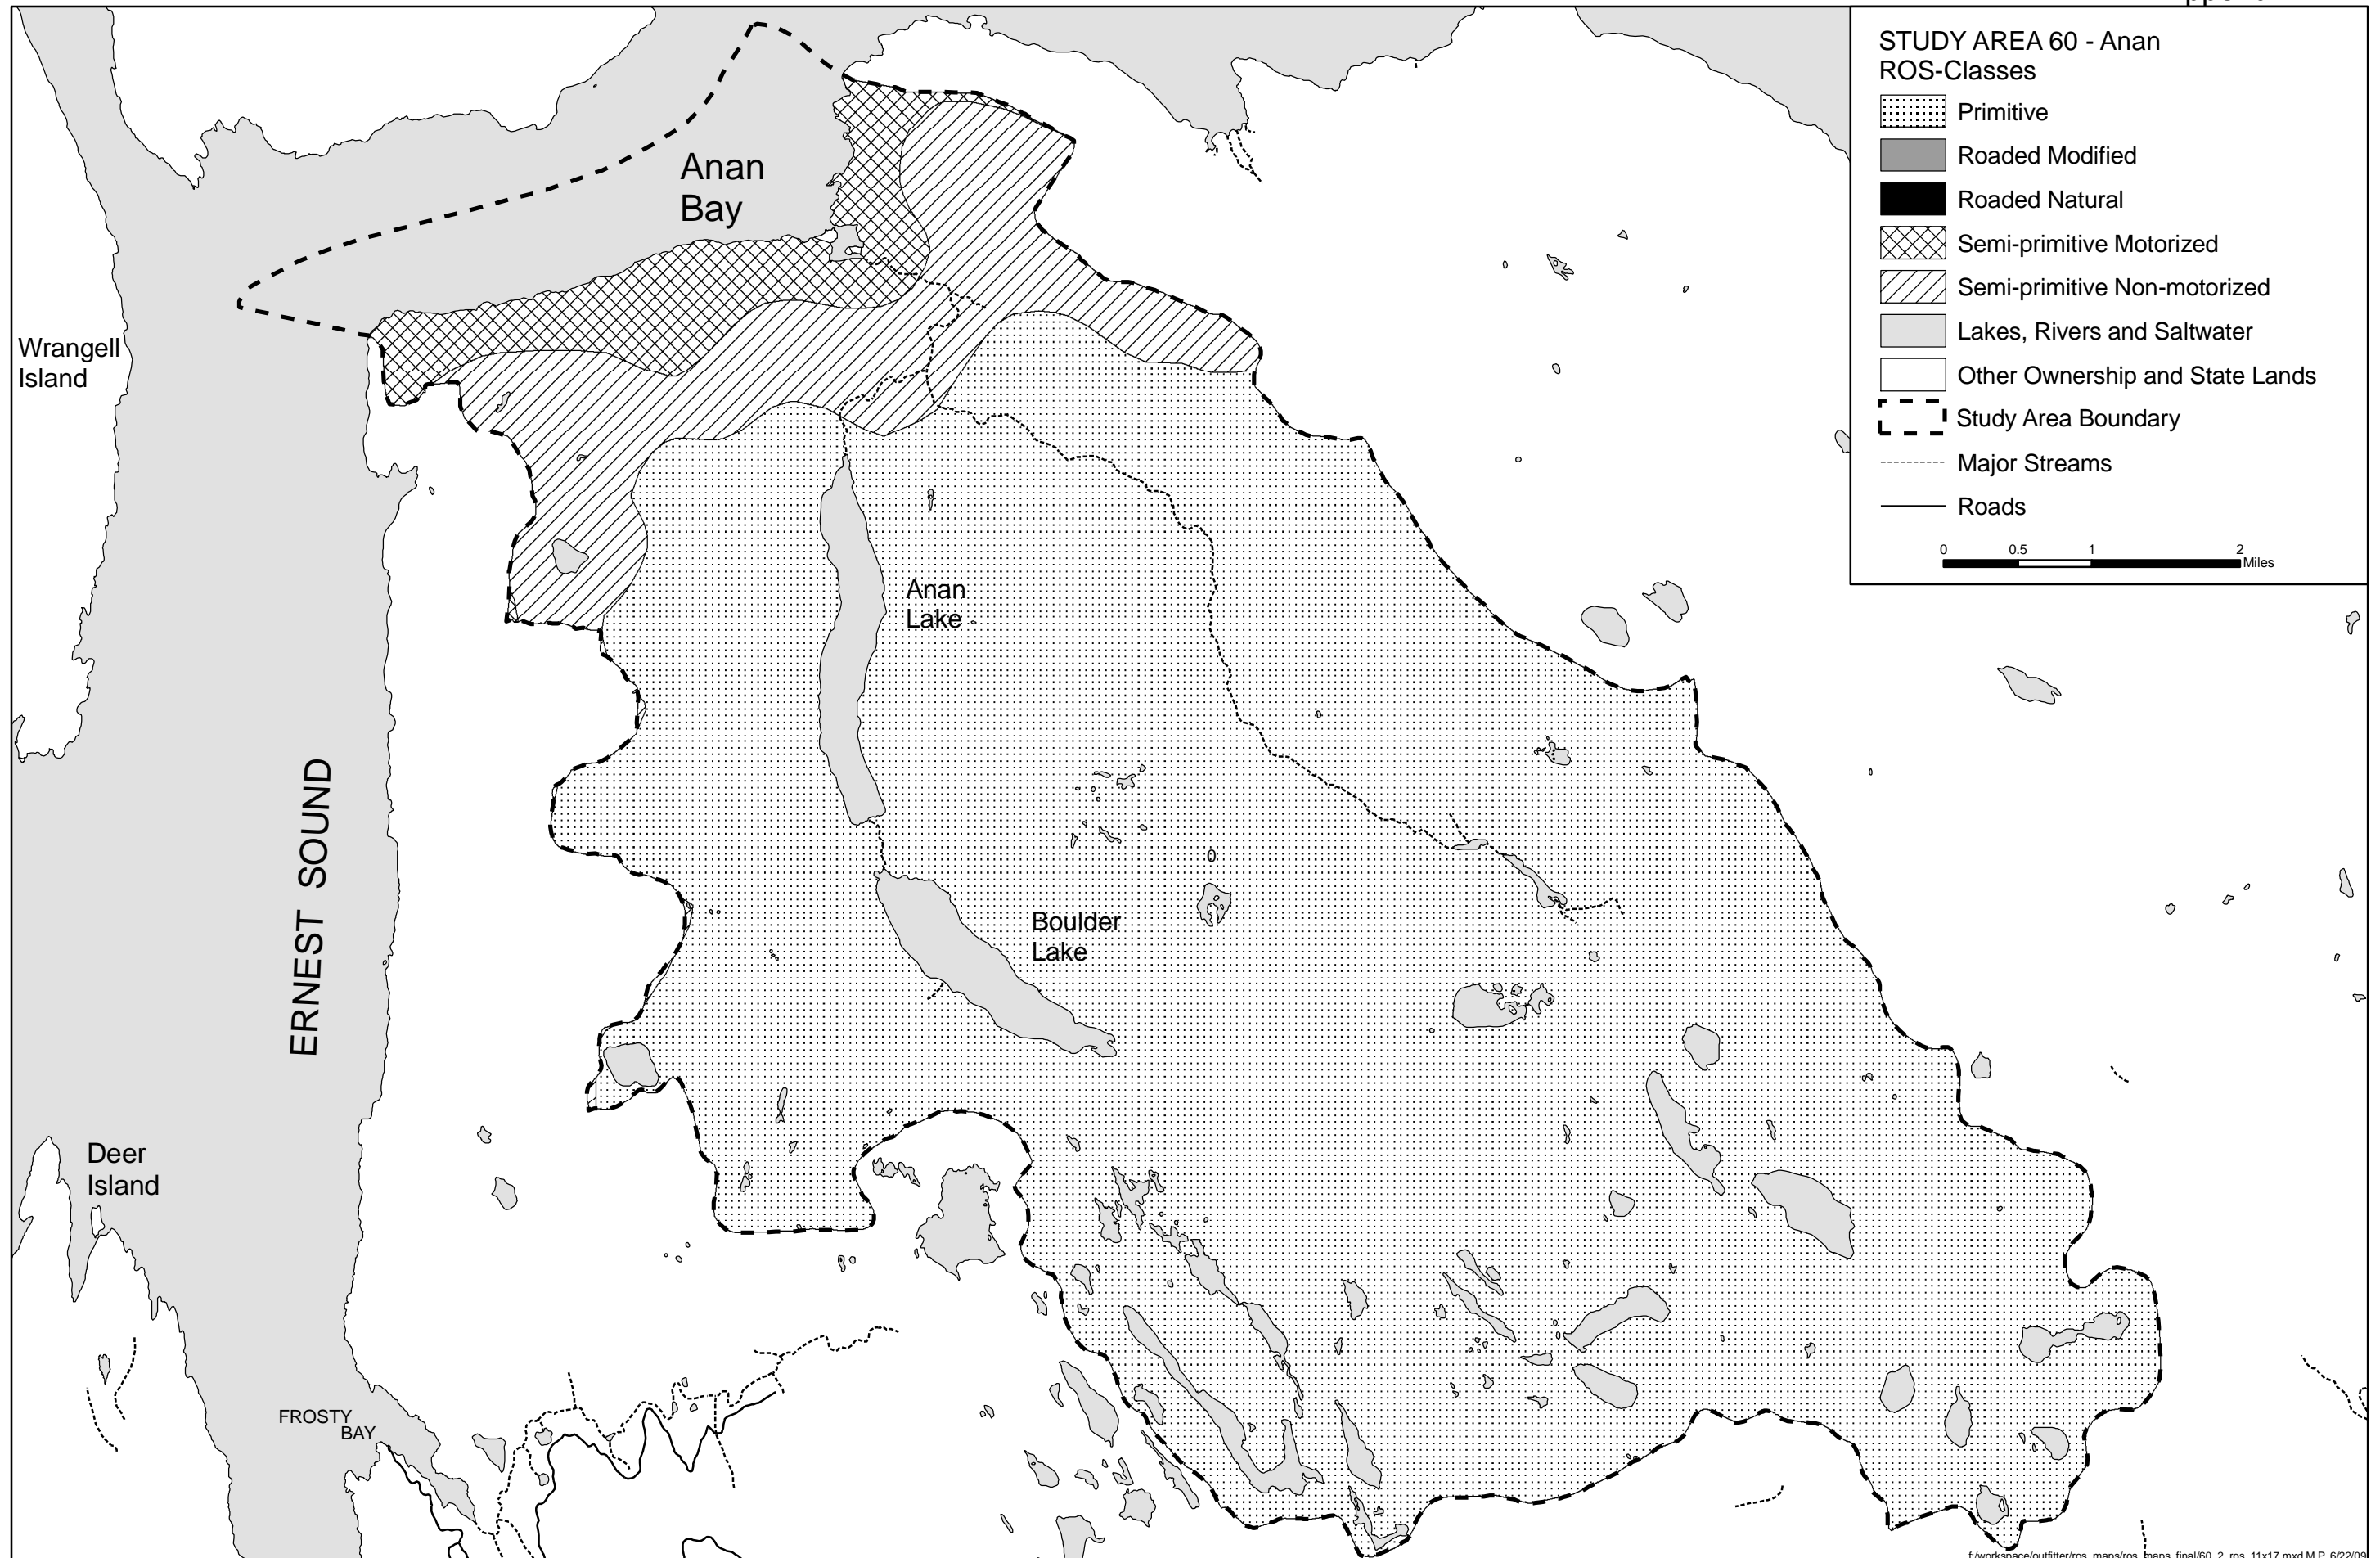 STUDY AREA 60 - Anan
ROS-Classes
Primitive
Roaded Modified
Roaded Natural
Semi-primitive Motorized
Semi-primitive Non-motorized
Lakes, Rivers and Saltwater
Other Ownership and State Lands
Study Area Boundary
Major Streams
Roads
0 0.5 1 2
Miles
Anan
Bay
Wrangell
Island
Anan
Lake
ERNEST SOUND
Boulder
Lake
Deer
Island
FROSTY
BAY